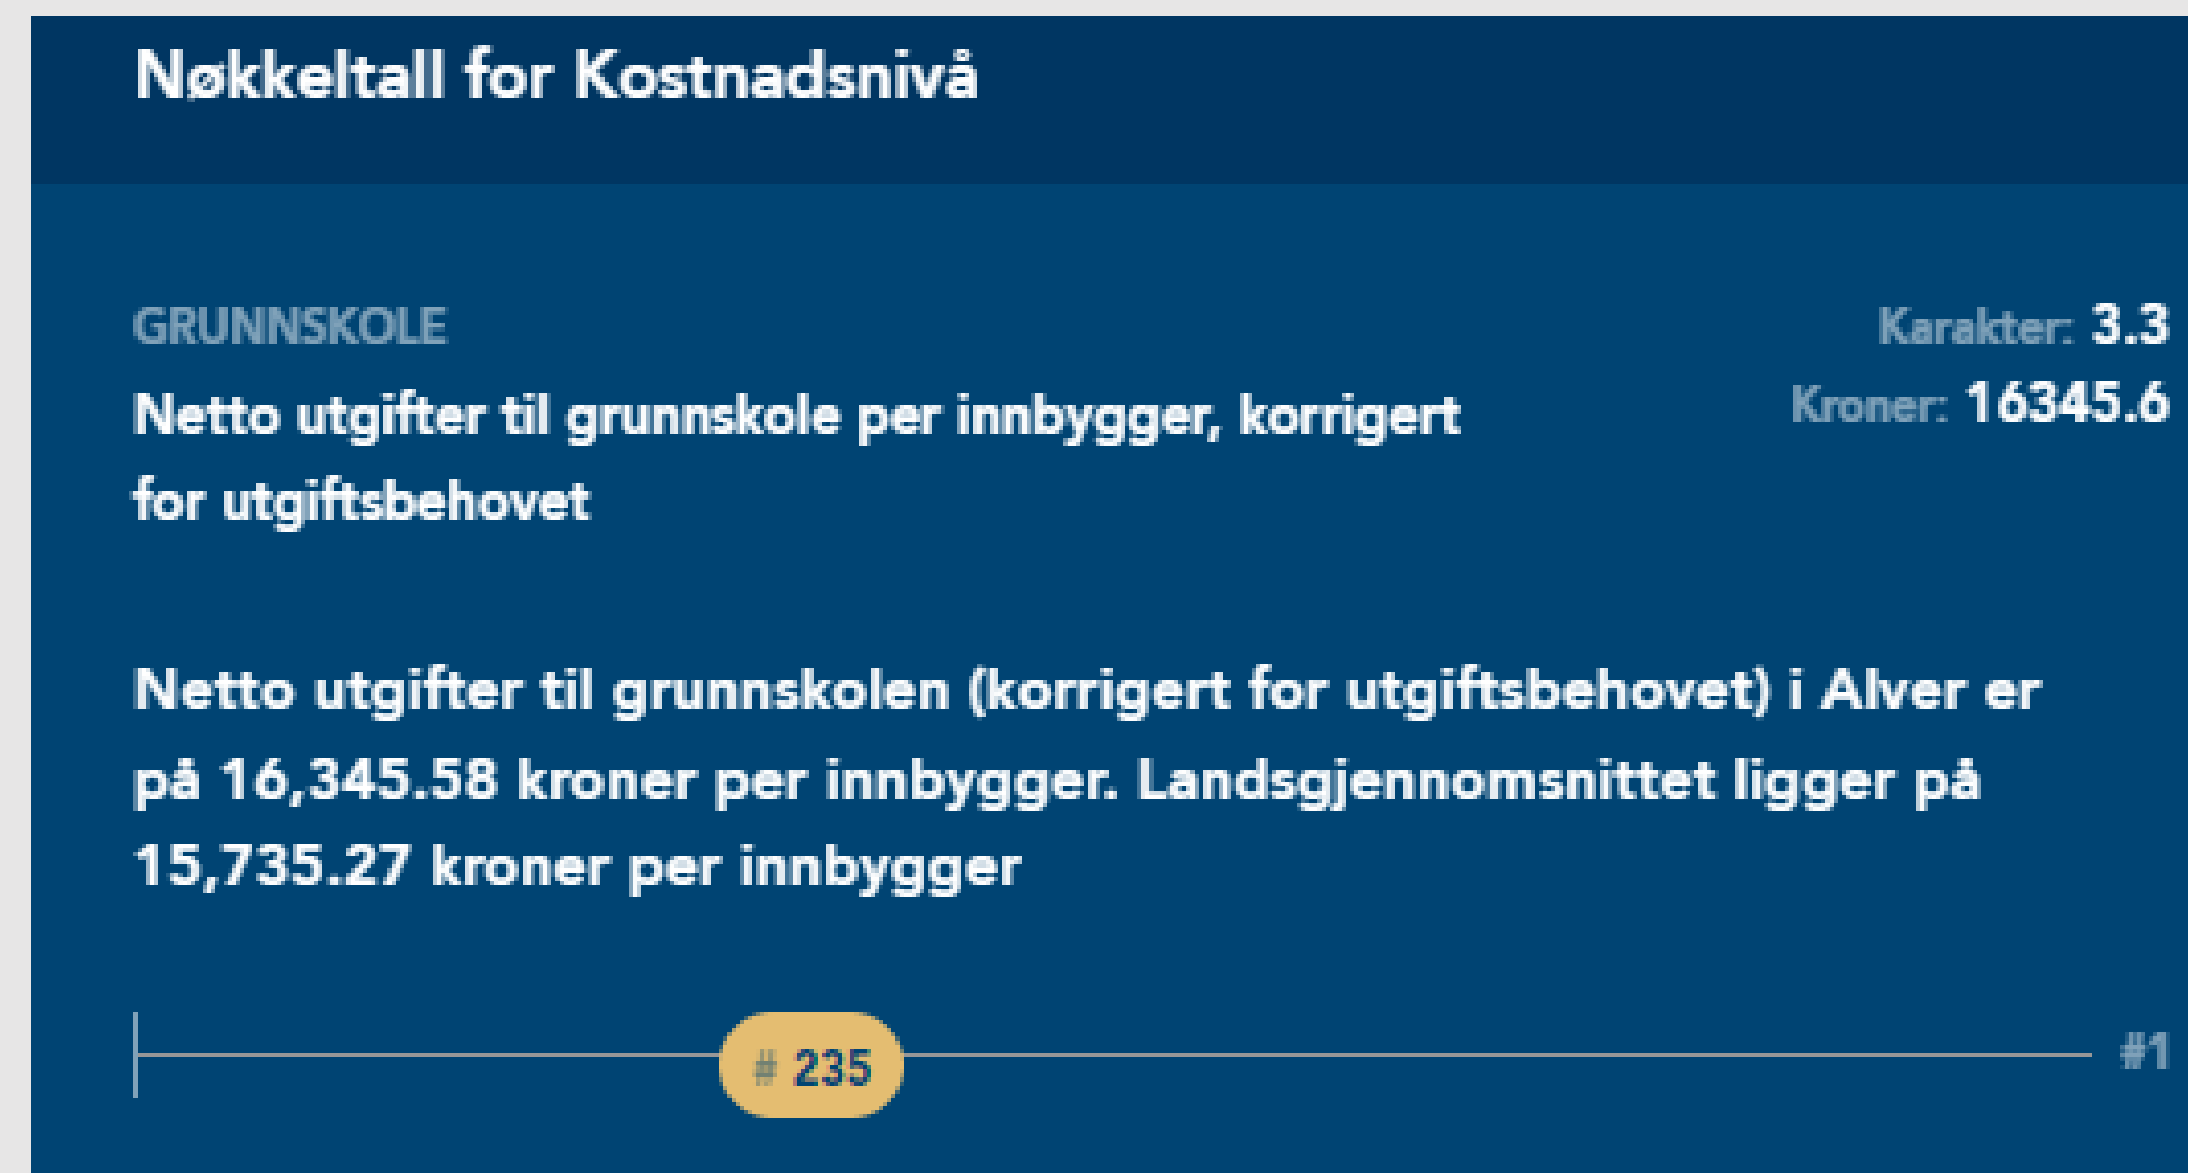 Nøkkeltall for Kostnadsnivå
GRUNNSKOLE
Karakter: 3.3
Netto utgifter til grunnskole per innbygger, korrigert
Kroner: 16345.6
for utgiftsbehovet
Netto utgifter til grunnskolen (korrigert for utgiftsbehovet) i Alver er
på 16,345.58 kroner per innbygger. Landsgjennomsnittet ligger på
15,735.27 kroner per innbygger
# 235
#1